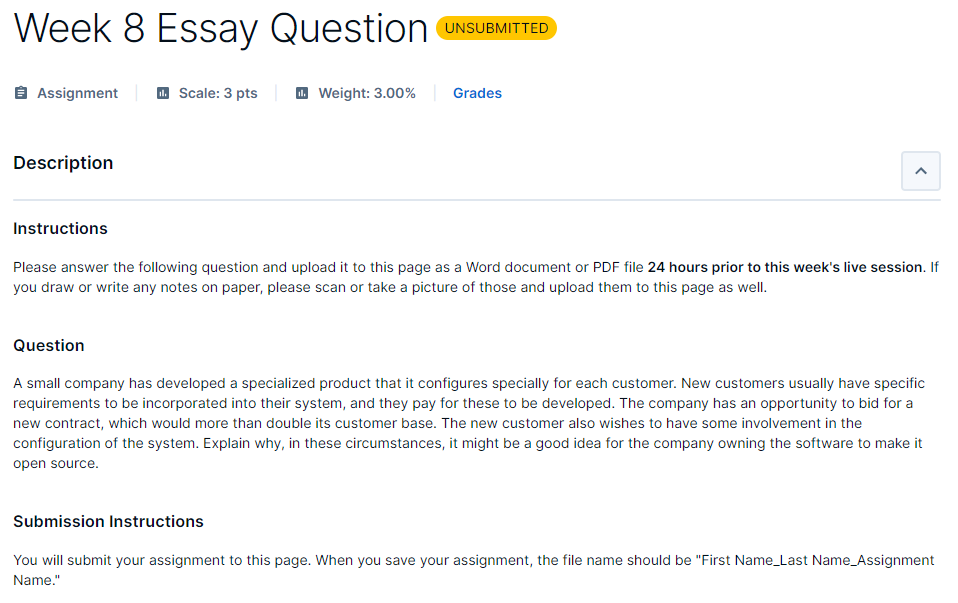 Week 8 Essay Question UNSUBMITTED
Assignment Scale: 3 pts Weight: 3.00% Grades
Description
Instructions
Please answer the following question and upload it to this page as a Word document or PDF file 24 hours prior to this week's live session. If
you draw or write any notes on paper, please scan or take a picture of those and upload them to this page as well.
Question
A small company has developed a specialized product that it configures specially for each customer. New customers usually have specific
requirements to be incorporated into their system, and they pay for these to be developed. The company has an opportunity to bid for a
new contract, which would more than double its customer base. The new customer also wishes to have some involvement in the
configuration of the system. Explain why, in these circumstances, it might be a good idea for the company owning the software to make it
open source.
Submission Instructions
You will submit your assignment to this page. When you save your assignment, the file name should be "First Name_Last Name_Assignment
Name."